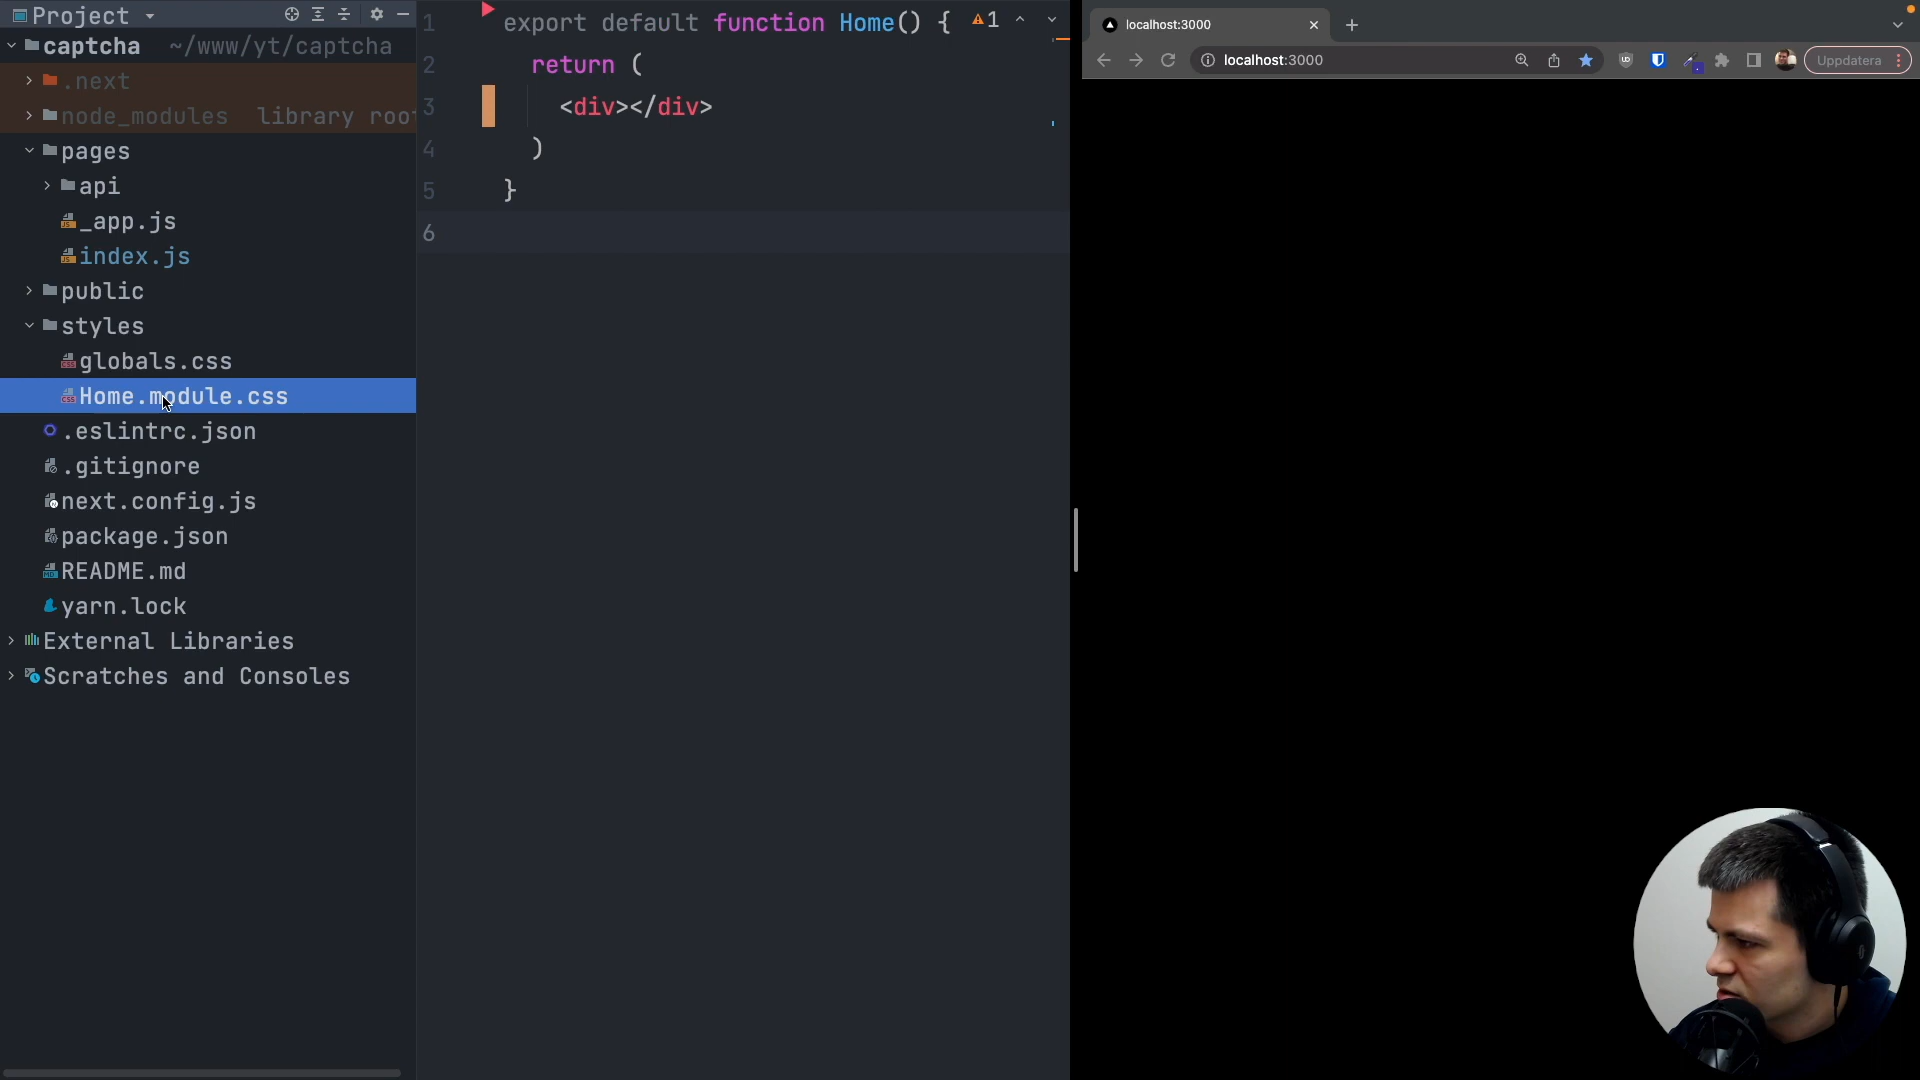 Project
captcha ~/www/yt/captcha
.next
node_modules library roo
pages
api
_app.js
index.js
public
styles
globals.css
Home.module.css
.eslintrc.json
.gitignore
next.config.js
package.json
README.md
yarn.lock
External Libraries
Scratches and Consoles
1 export default function Home() {
2 return (
3 <div></div>
4 )
5 }
6
1
localhost:3000
localhost:3000
Uppdatera